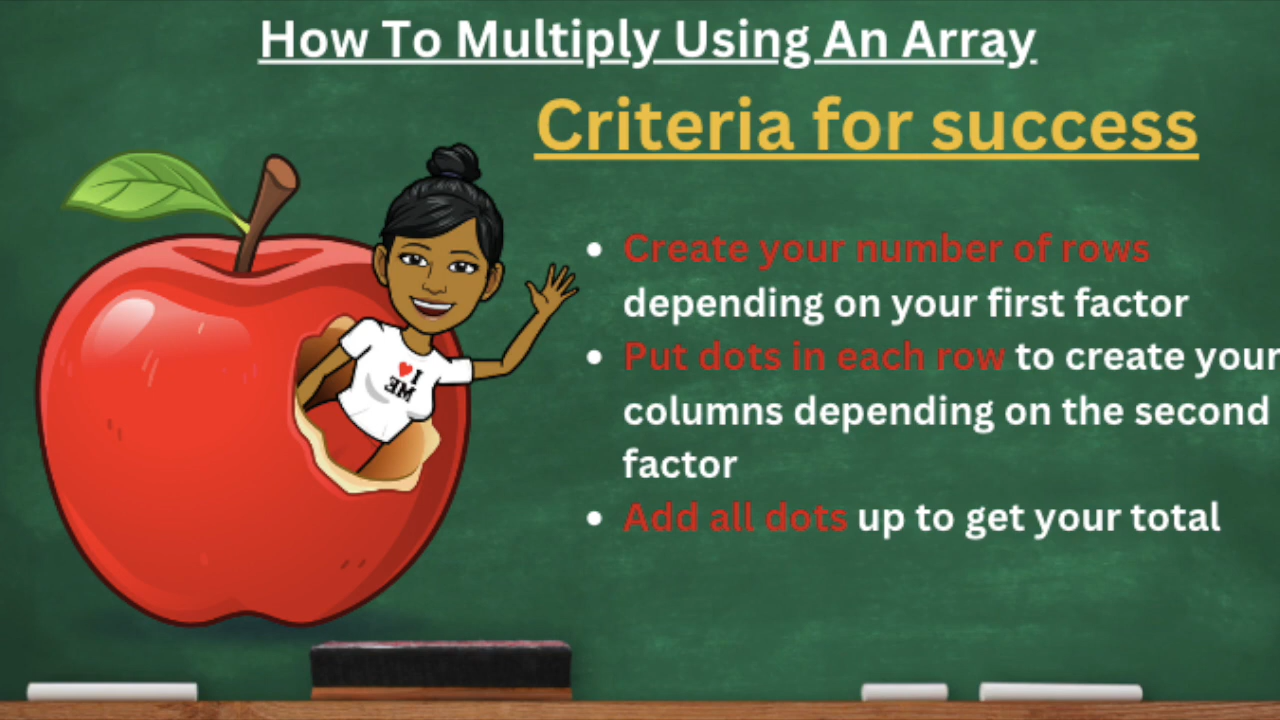 How To Multiply Using An Array
Criteria for success
• Create your number of rows
depending on your first factor
• Put dots in each row to create your
columns depending on the second
factor
• Add all dots up to get your total
I ♥
ME